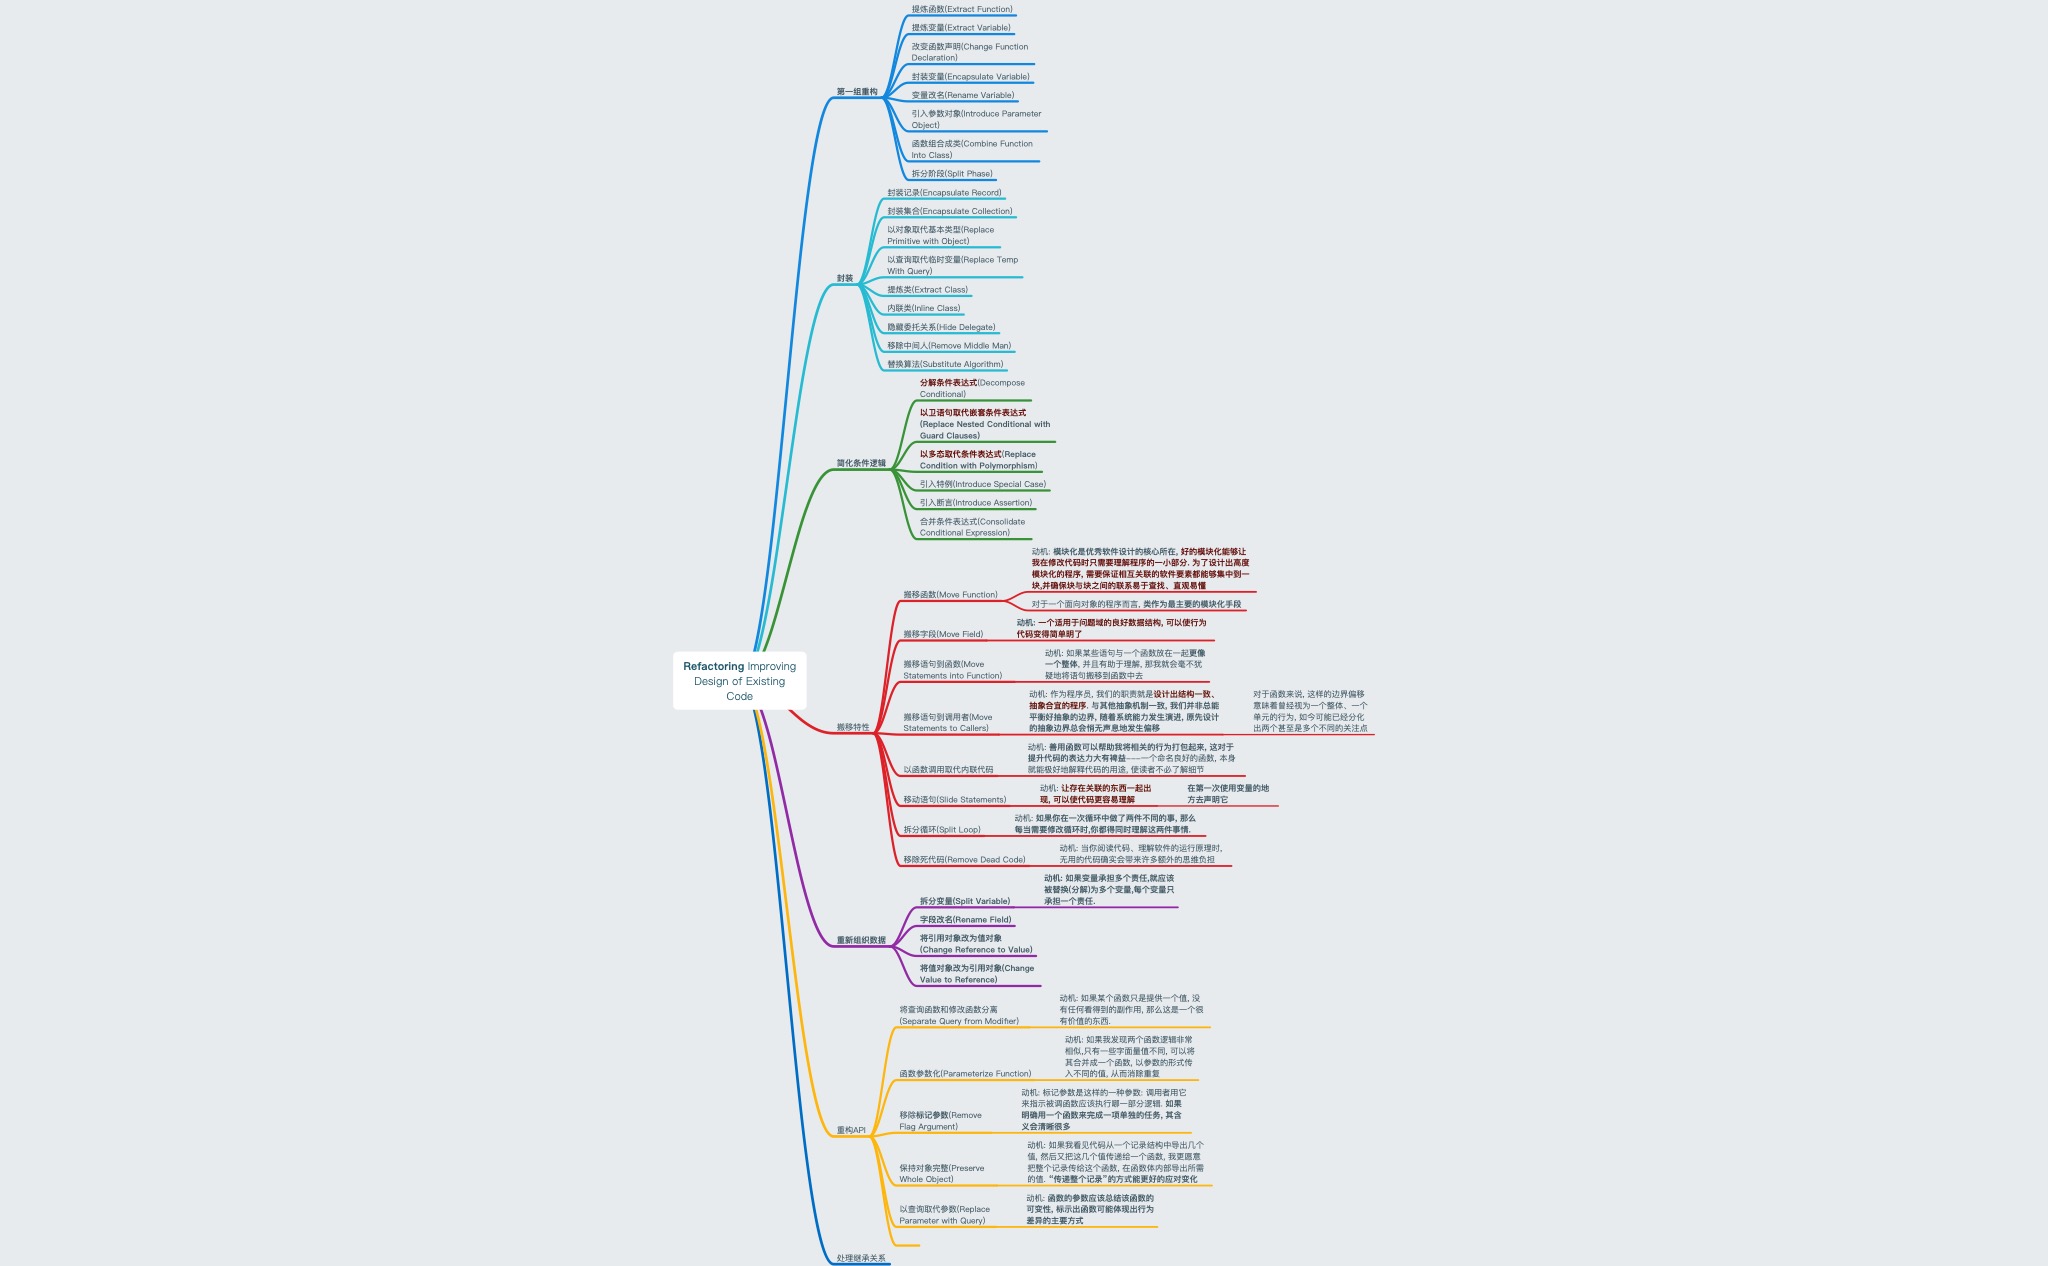 提炼函数(Extract Function)
提炼变量(Extract Variable)
改变函数声明(Change Function
Declaration)
封装变量(Encapsulate Variable)
第一组重构
变量改名(Rename Variable)
引入参数对象(Introduce Parameter
Object)
函数组合成类(Combine Function
Into Class)
拆分阶段(Split Phase)
封装记录(Encapsulate Record)
封装集合(Encapsulate Collection)
以对象取代基本类型(Replace
Primitive with Object)
以查询取代临时变量(Replace Temp
With Query)
封装
提炼类(Extract Class)
内联类(Inline Class)
隐藏委托关系(Hide Delegate)
移除中间人(Remove Middle Man)
替换算法(Substitute Algorithm)
分解条件表达式(Decompose
Conditional)
以卫语句取代嵌套条件表达式
(Replace Nested Conditional with
Guard Clauses)
简化条件逻辑
以多态取代条件表达式(Replace
Condition with Polymorphism)
引入特例(Introduce Special Case)
引入断言(Introduce Assertion)
合并条件表达式(Consolidate
Conditional Expression)
Refactoring Improving
Design of Existing
Code
搬移特性
搬移函数(Move Function)
动机: 模块化是优秀软件设计的核心所在, 好的模块化能够让
我在修改代码时只需要理解程序的一小部分. 为了设计出高度
模块化的程序, 需要保证相互关联的软件要素都能够集中到一
块,并确保块与块之间的联系易于查找、直观易懂
对于一个面向对象的程序而言, 类作为最主要的模块化手段
搬移字段(Move Field)
动机: 一个适用于问题域的良好数据结构, 可以使行为
代码变得简单明了
搬移语句到函数(Move
Statements into Function)
动机: 如果某些语句与一个函数放在一起更像
一个整体, 并且有助于理解, 那我就会毫不犹
疑地将语句搬移到函数中去
搬移语句到调用者(Move
Statements to Callers)
动机: 作为程序员, 我们的职责就是设计出结构一致、
抽象合宜的程序. 与其他抽象机制一致, 我们并非总能
平衡好抽象的边界, 随着系统能力发生演进, 原先设计
的抽象边界总会悄无声息地发生偏移
对于函数来说, 这样的边界偏移
意味着曾经视为一个整体、一个
单元的行为, 如今可能已经分化
出两个甚至是多个不同的关注点
以函数调用取代内联代码
动机: 善用函数可以帮助我将相关的行为打包起来, 这对于
提升代码的表达力大有裨益———一个命名良好的函数, 本身
就能极好地解释代码的用途, 使读者不必了解细节
移动语句(Slide Statements)
动机: 让存在关联的东西一起出
现, 可以使代码更容易理解
在第一次使用变量的地
方去声明它
拆分循环(Split Loop)
动机: 如果你在一次循环中做了两件不同的事, 那么
每当需要修改循环时,你都得同时理解这两件事情.
移除死代码(Remove Dead Code)
动机: 当你阅读代码、理解软件的运行原理时,
无用的代码确实会带来许多额外的思维负担
重新组织数据
拆分变量(Split Variable)
动机: 如果变量承担多个责任,就应该
被替换(分解)为多个变量,每个变量只
承担一个责任.
字段改名(Rename Field)
将引用对象改为值对象
(Change Reference to Value)
将值对象改为引用对象(Change
Value to Reference)
重构API
将查询函数和修改函数分离
(Separate Query from Modifier)
动机: 如果某个函数只是提供一个值, 没
有任何看得到的副作用, 那么这是一个很
有价值的东西.
函数参数化(Parameterize Function)
动机: 如果我发现两个函数逻辑非常
相似,只有一些字面量值不同, 可以将
其合并成一个函数, 以参数的形式传
入不同的值, 从而消除重复
移除标记参数(Remove
Flag Argument)
动机: 标记参数是这样的一种参数: 调用者用它
来指示被调函数应该执行哪一部分逻辑. 如果
明确用一个函数来完成一项单独的任务, 其含
义会清晰很多
保持对象完整(Preserve
Whole Object)
动机: 如果我看见代码从一个记录结构中导出几个
值, 然后又把这几个值传递给一个函数, 我更愿意
把整个记录传给这个函数, 在函数体内部导出所需
的值. “传递整个记录”的方式能更好的应对变化
以查询取代参数(Replace
Parameter with Query)
动机: 函数的参数应该总结该函数的
可变性, 标示出函数可能体现出行为
差异的主要方式
处理继承关系